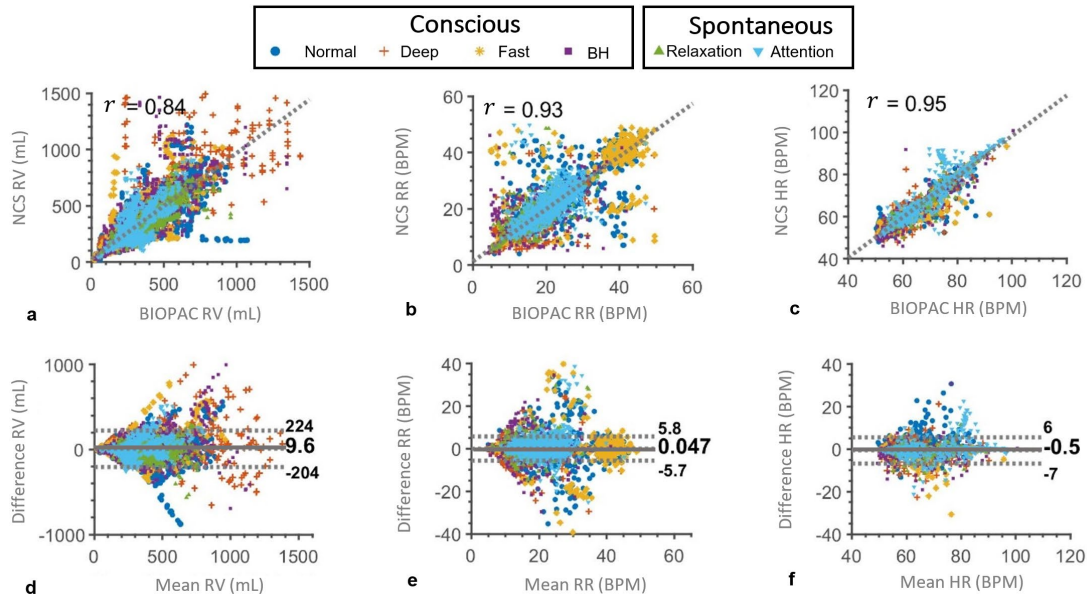 Conscious Spontaneous
Normal Deep Fast BH Relaxation Attention
r = 0.84
NCS RV (mL)
1500
1000
500
0
0 500 1000 1500
a BIOPAC RV (mL)
r = 0.93
NCS RR (BPM)
60
40
20
0
0 20 40 60
b BIOPAC RR (BPM)
r = 0.95
NCS HR (BPM)
120
100
80
60
40
40 60 80 100 120
c BIOPAC HR (BPM)
Difference RV (mL)
1000
0
-1000
224
9.6
-204
0 500 1000 1500
d Mean RV (mL)
Difference RR (BPM)
40
20
0
-20
-40
5.8
0.047
-5.7
0 20 40 60
e Mean RR (BPM)
Difference HR (BPM)
40
20
0
-20
-40
6
-0.5
-7
40 60 80 100 120
f Mean HR (BPM)